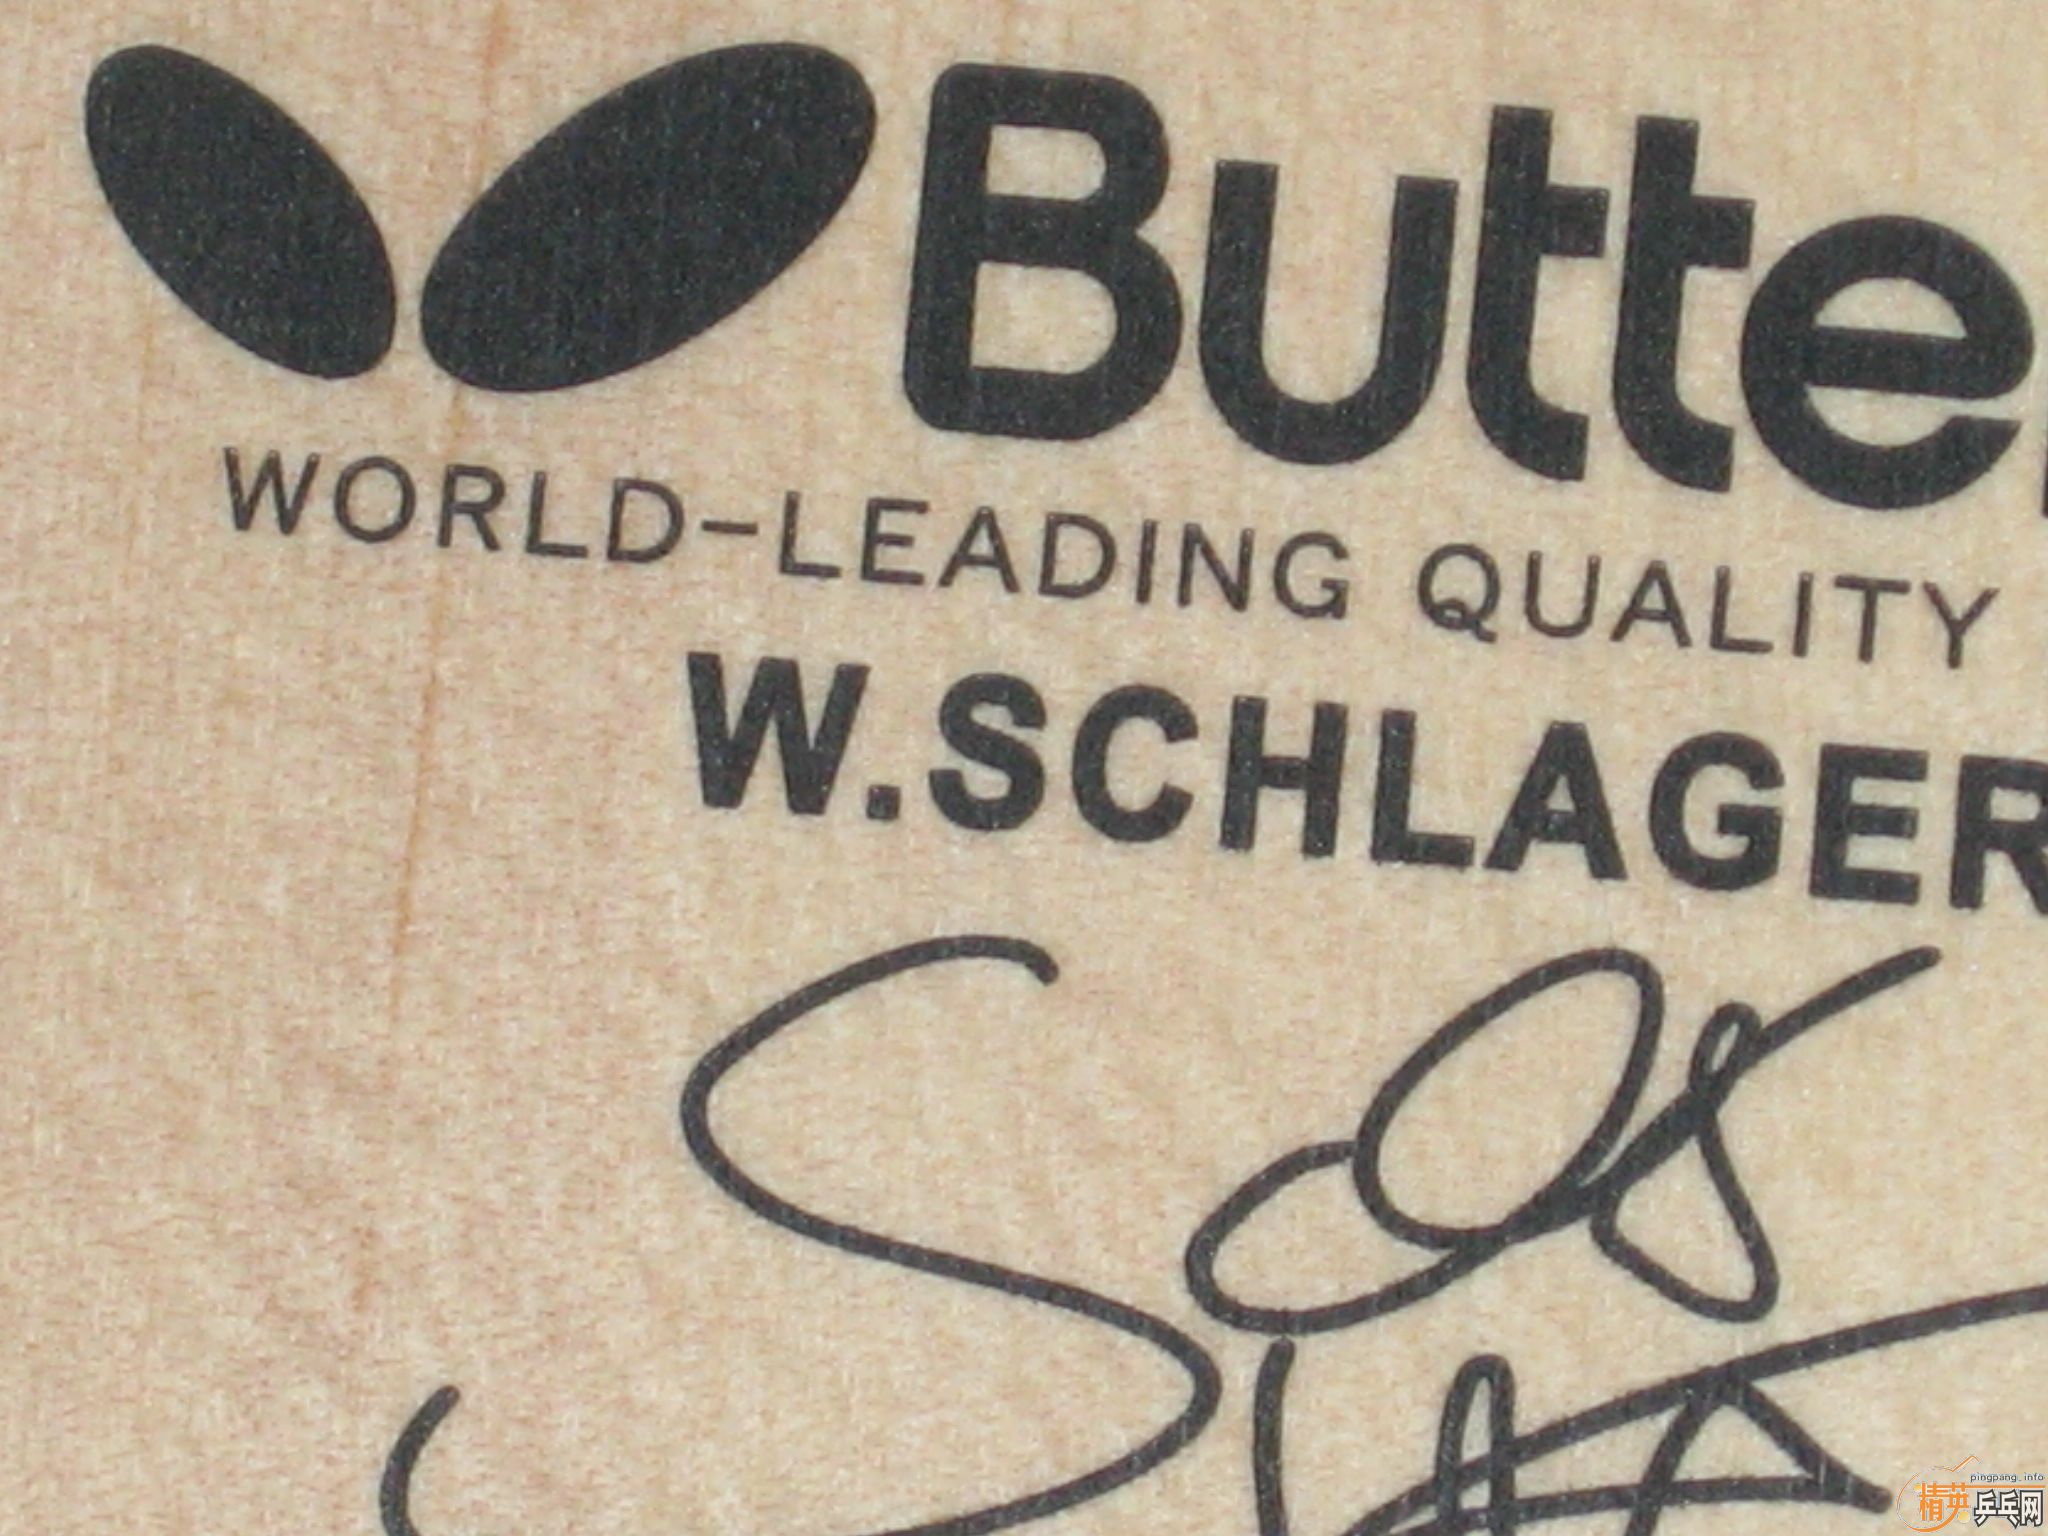 Butte
WORLD-LEADING QUALITY
W.SCHLAGER
pingpang.info
精英乒乓网